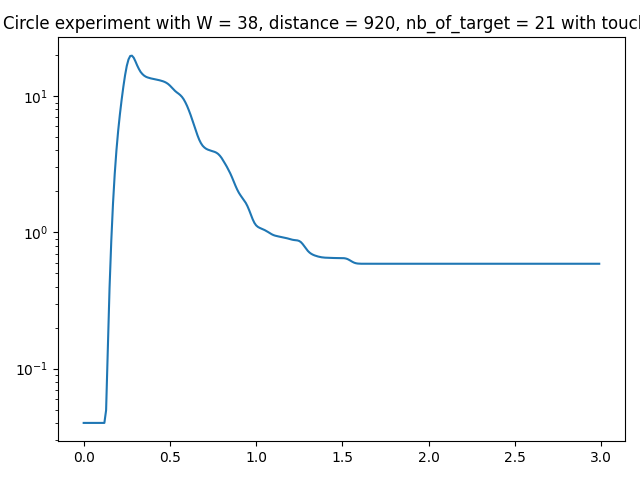 Circle experiment with W = 38, distance = 920, nb_of_target = 21 with touch
10¹
10⁰
10⁻¹
0.0 0.5 1.0 1.5 2.0 2.5 3.0